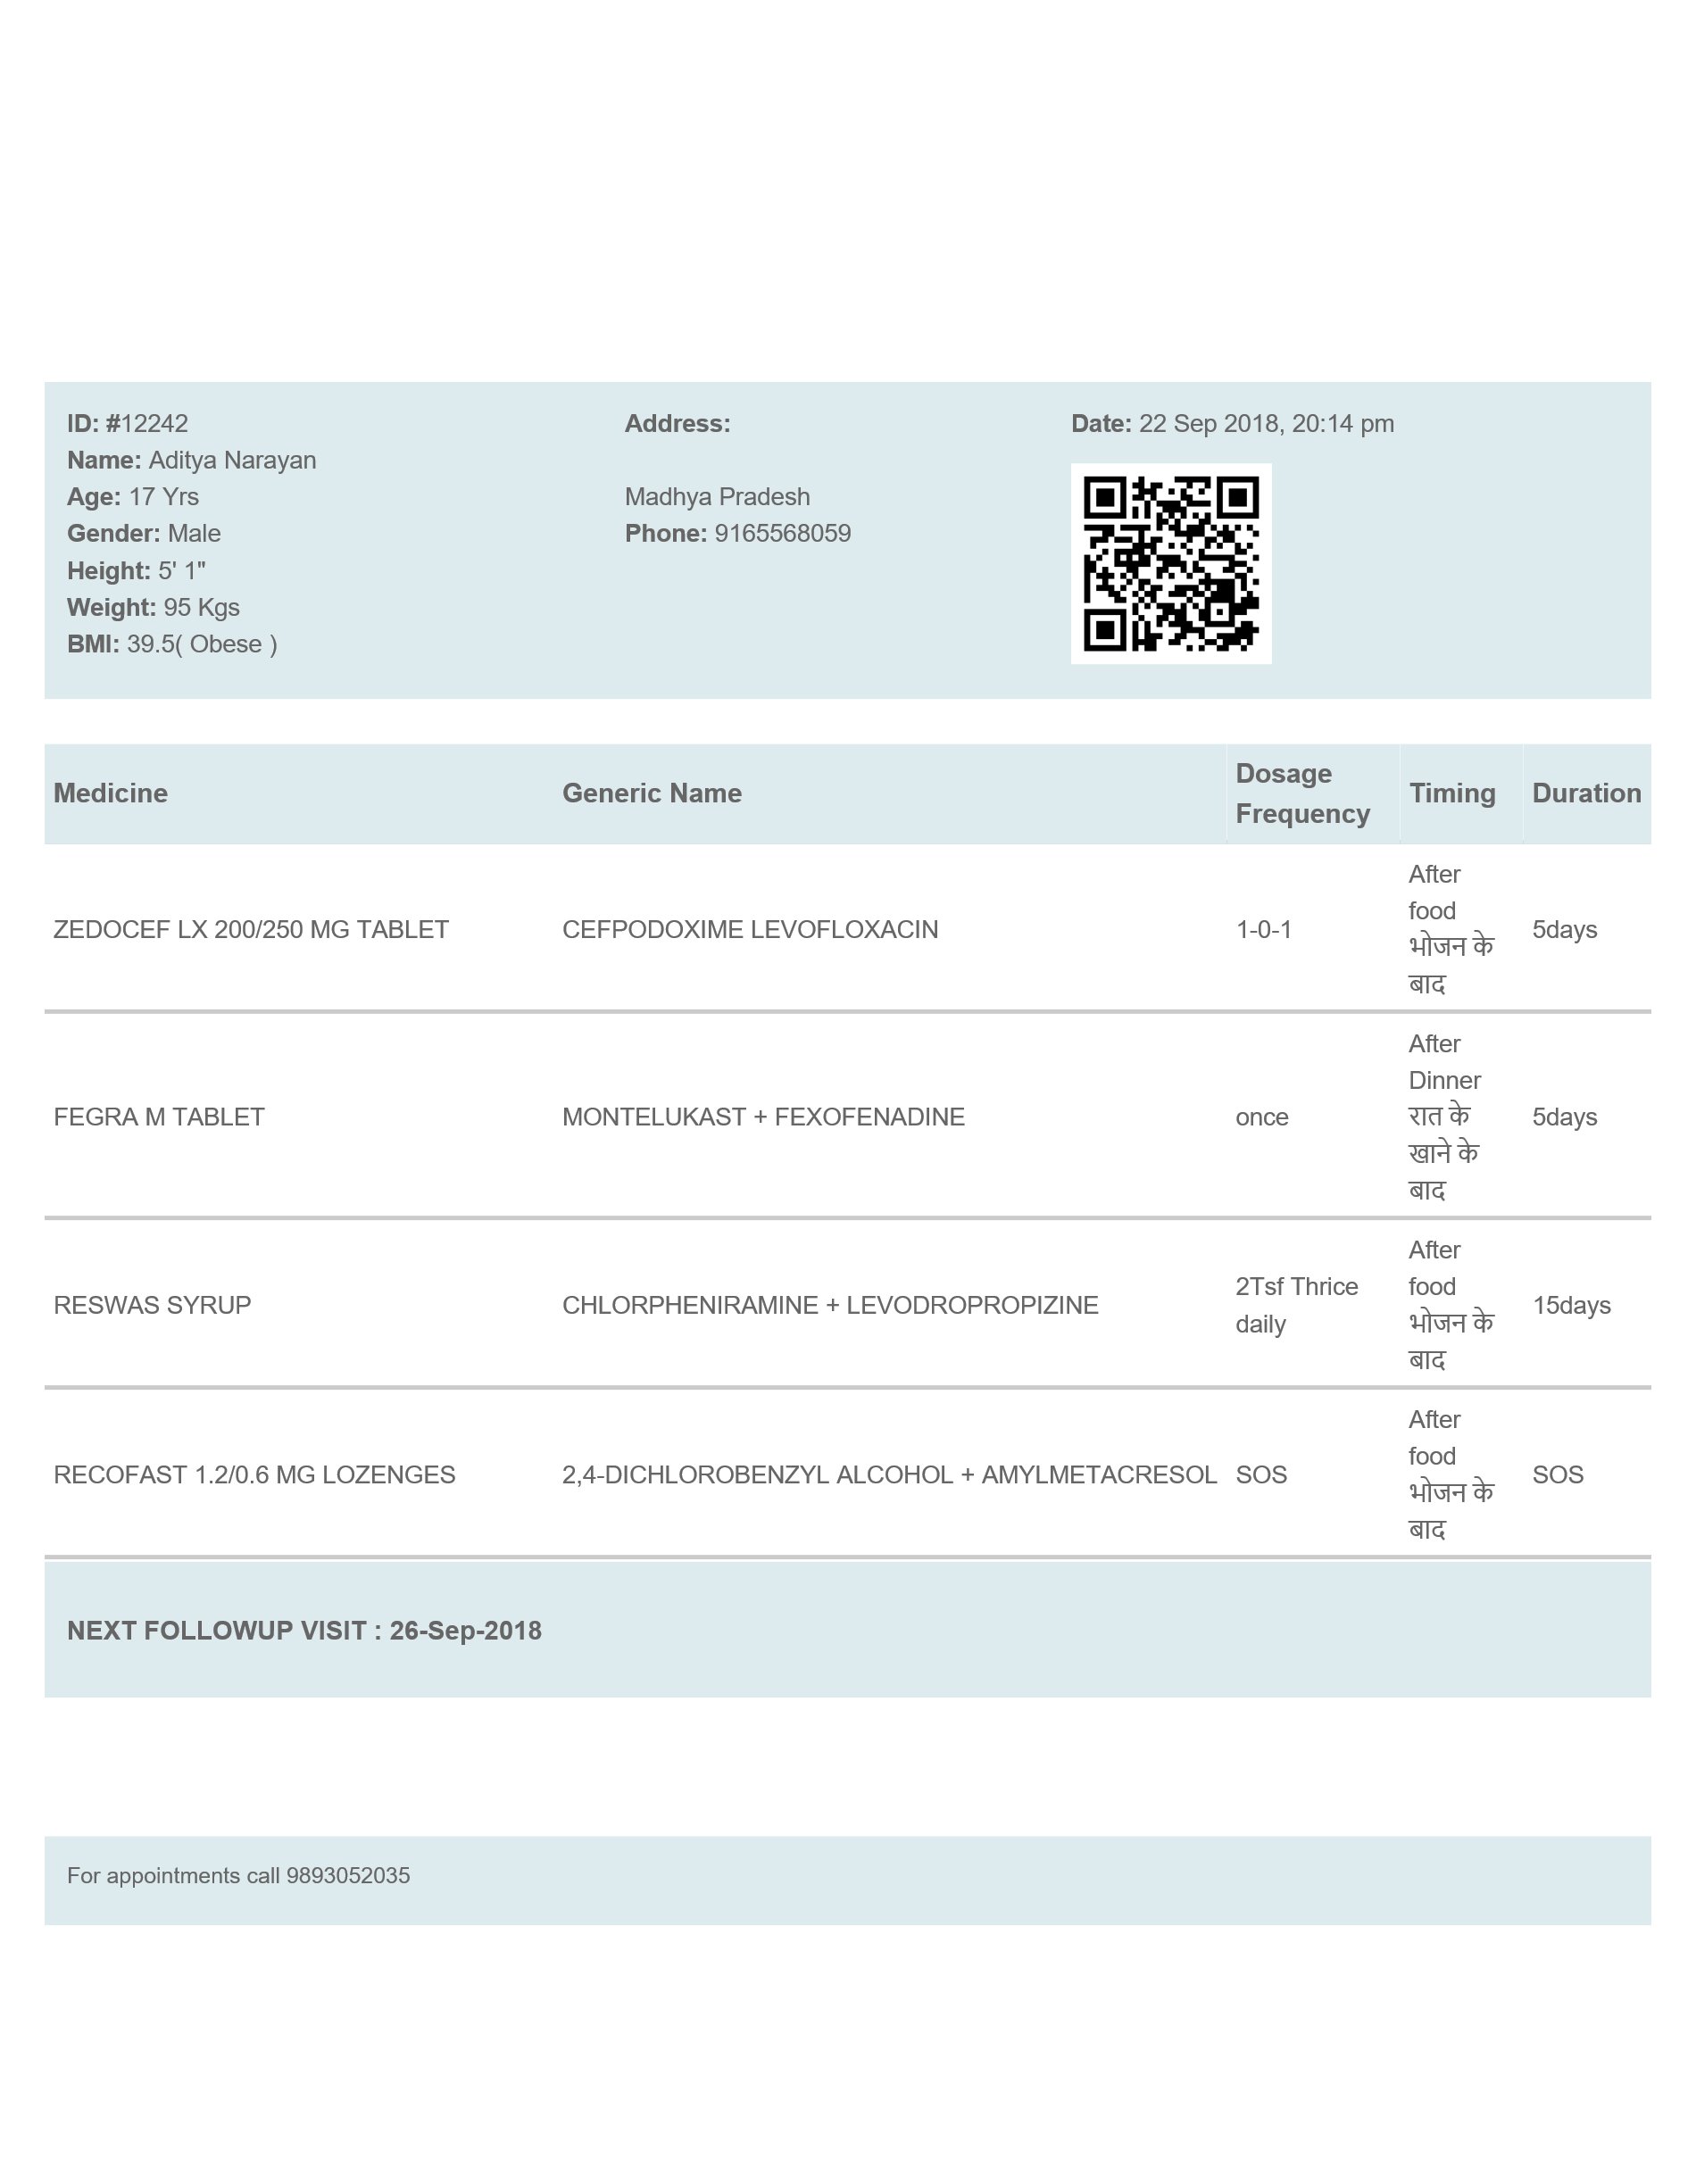 ID: #12242
Name: Aditya Narayan
Age: 17 Yrs
Gender: Male
Height: 5' 1"
Weight: 95 Kgs
BMI: 39.5( Obese )
Address:
Madhya Pradesh
Phone: 9165568059
Date: 22 Sep 2018, 20:14 pm
Medicine
Generic Name
Dosage
Frequency
Timing
Duration
ZEDOCEF LX 200/250 MG TABLET
CEFPODOXIME LEVOFLOXACIN
1-0-1
After
food
भोजन के
बाद
5days
FEGRA M TABLET
MONTELUKAST + FEXOFENADINE
once
After
Dinner
रात के
खाने के
बाद
5days
RESWAS SYRUP
CHLORPHENIRAMINE + LEVODROPROPIZINE
2Tsf Thrice
daily
After
food
भोजन के
बाद
15days
RECOFAST 1.2/0.6 MG LOZENGES
2,4-DICHLOROBENZYL ALCOHOL + AMYLMETACRESOL
SOS
After
food
भोजन के
बाद
SOS
NEXT FOLLOWUP VISIT : 26-Sep-2018
For appointments call 9893052035